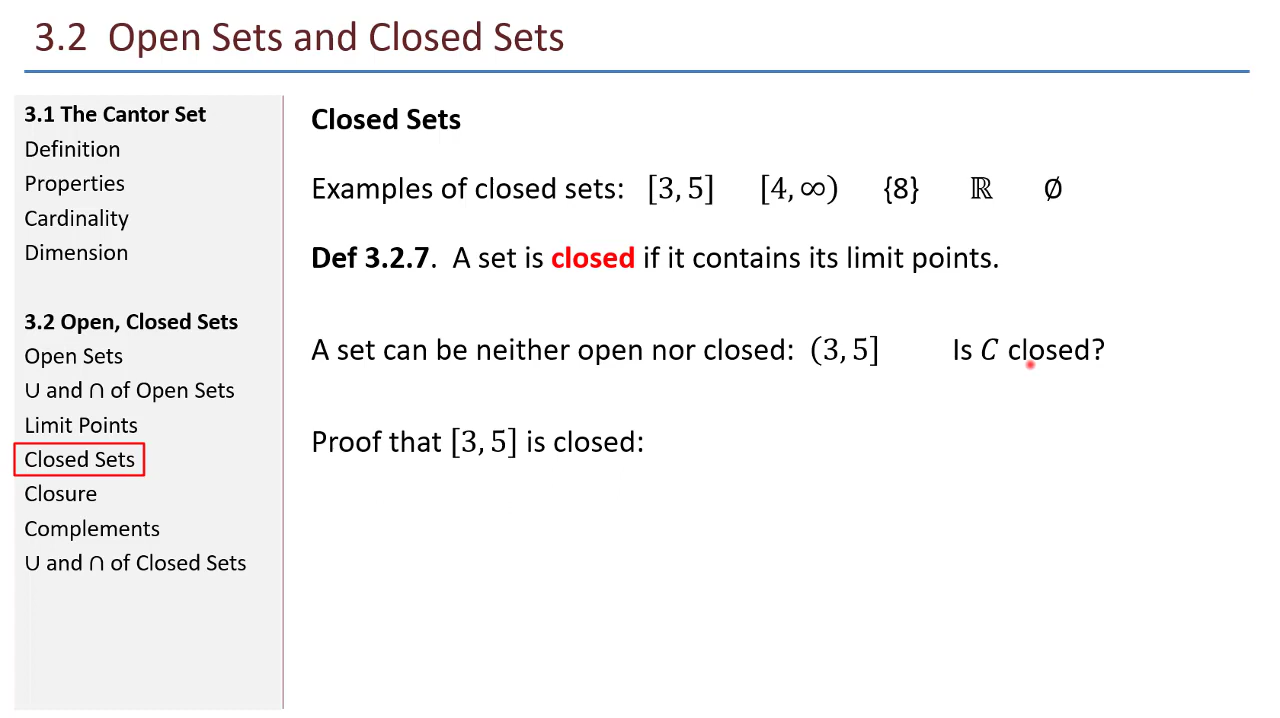 3.2 Open Sets and Closed Sets
3.1 The Cantor Set
Definition
Properties
Cardinality
Dimension
3.2 Open, Closed Sets
Open Sets
∪ and ∩ of Open Sets
Limit Points
Closed Sets
Closure
Complements
∪ and ∩ of Closed Sets
Closed Sets
Examples of closed sets: [3, 5] [4, ∞) {8} ℝ ∅
Def 3.2.7. A set is closed if it contains its limit points.
A set can be neither open nor closed: (3, 5] Is 𝐶 closed?
Proof that [3, 5] is closed: